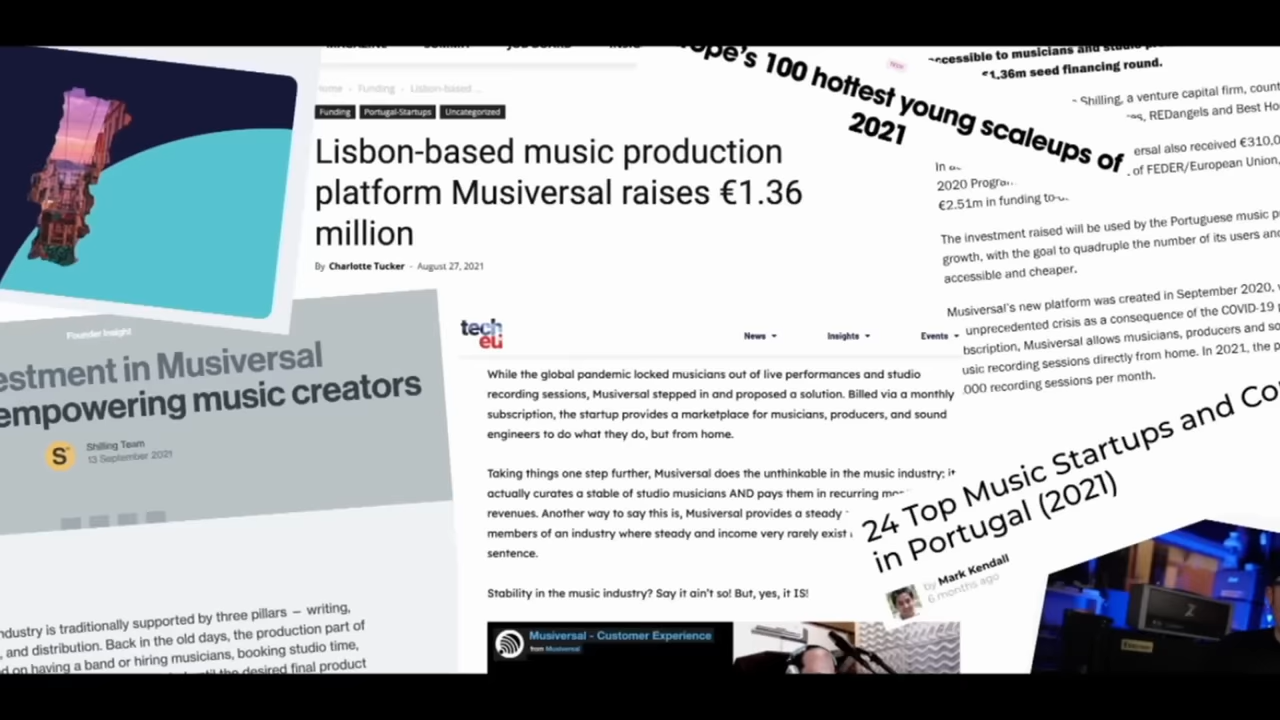 Funding
Lisbon-based ...
Funding
Portugal-Startups
Uncategorized
Lisbon-based music production
platform Musiversal raises €1.36
million
By Charlotte Tucker - August 27, 2021
100 hottest young scaleups of
2021
to musicians and
€1.36m seed financing round.
Shilling, a venture capital firm,
REDangels and Best
also received €310,0
of FEDER/European Union,
In
2020
€2.51m in funding
The investment raised will be used by the Portuguese music
growth, with the goal to quadruple the number of its users and
accessible and cheaper.
Musiversal's new platform was created in September 2020,
unprecedented crisis as a consequence of the COVID-19
Musiversal allows musicians, producers and
recording sessions directly from home. In 2021, the
000 recording sessions per month.
Founder Insight
in Musiversal
empowering music creators
S
Shilling Team
13 September 2021
is traditionally supported by three pillars – writing,
and distribution. Back in the old days, the production part of
on having a band or hiring musicians, booking studio time,
the desired final product
tech
eu
News
Insights
Events
While the global pandemic locked musicians out of live performances and studio
recording sessions, Musiversal stepped in and proposed a solution. Billed via a monthly
subscription, the startup provides a marketplace for musicians, producers, and sound
engineers to do what they do, but from home.
Taking things one step further, Musiversal does the unthinkable in the music industry; it
actually curates a stable of studio musicians AND pays them in recurring
revenues. Another way to say this is, Musiversal provides a steady
members of an industry where steady and income very rarely exist
sentence.
Stability in the music industry? Say it ain't so! But, yes, it IS!
Musiversal - Customer Experience
from Musiversal
24 Top Music Startups and
in Portugal (2021)
by Mark Kendall
6 months ago